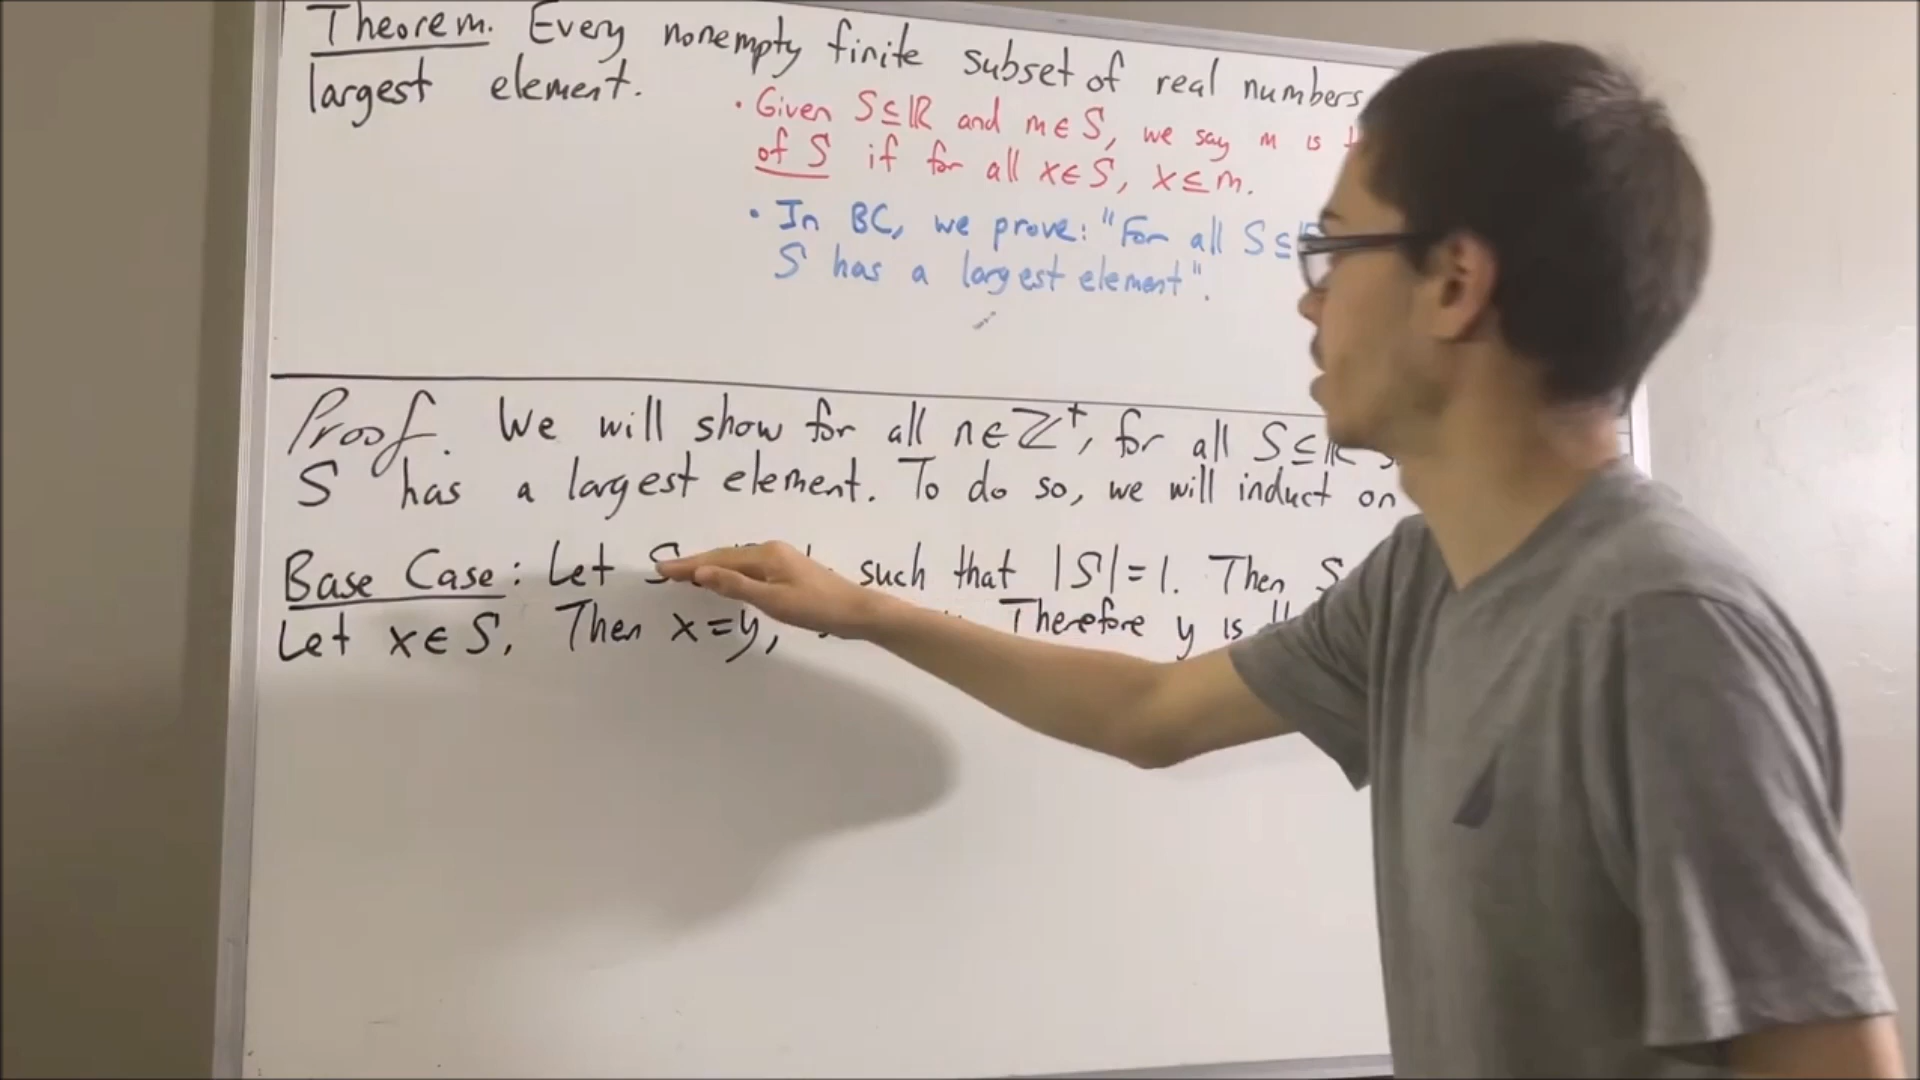 Theorem. Every nonempty finite subset of real numbers
largest element.
• Given S⊆ℝ and m∈S, we say m is
of S if for all x∈S, x≤m.
• In BC, we prove: "For all S⊆
S has a largest element".
Proof. We will show for all n∈ℤ⁺, for all S⊆ℝ
S has a largest element. To do so, we will induct on
Base Case: Let S such that |S|=1. Then S
Let x∈S. Then x=y, Therefore y is